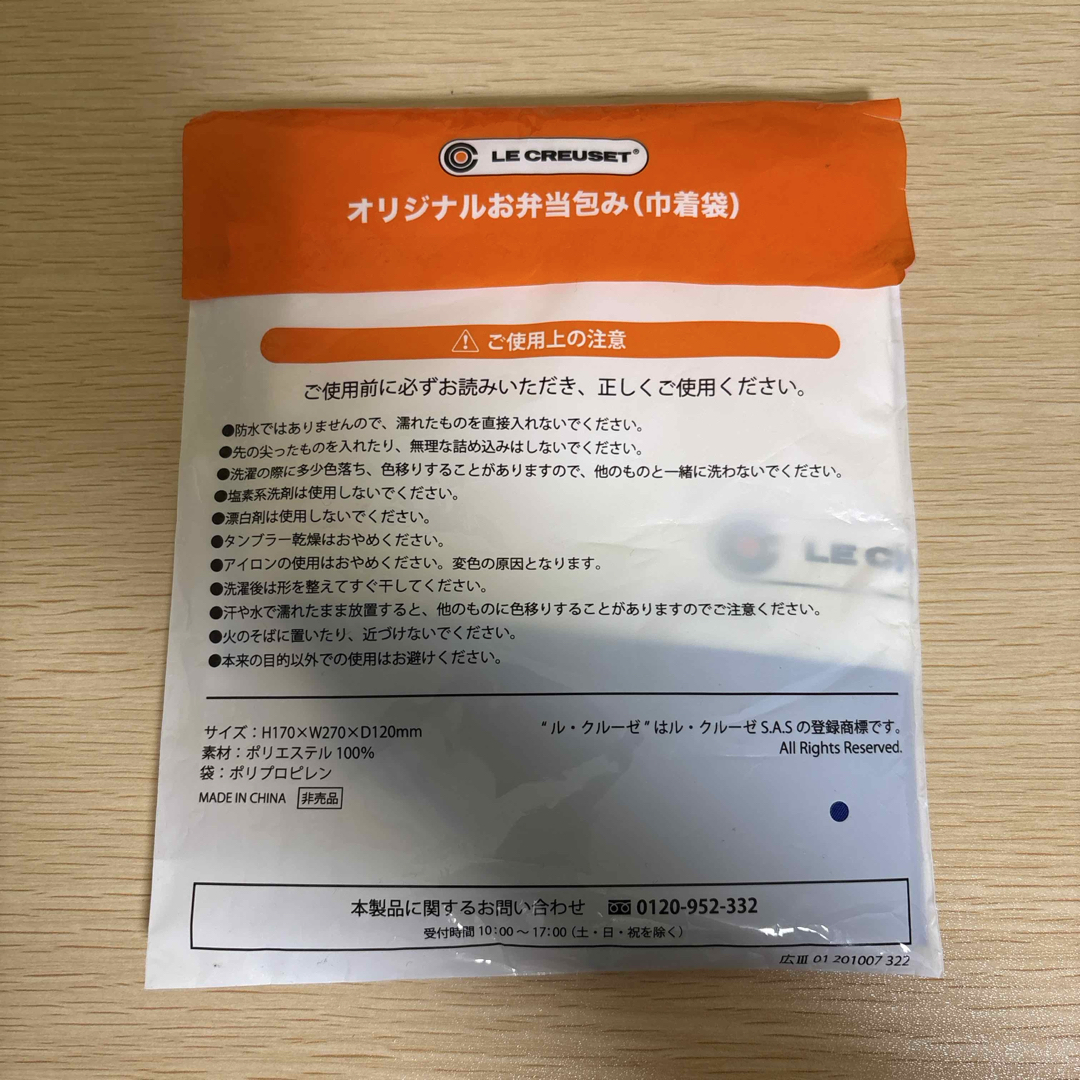 LE CREUSET®
オリジナルお弁当包み(巾着袋)
ご使用上の注意
ご使用前に必ずお読みいただき、正しくご使用ください。
●防水ではありませんので、濡れたものを直接入れないでください。
●先の尖ったものを入れたり、無理な詰め込みはしないでください。
●洗濯の際に多少色落ち、色移りすることがありますので、他のものと一緒に洗わないでください。
●塩素系洗剤は使用しないでください。
●漂白剤は使用しないでください。
●タンブラー乾燥はおやめください。
●アイロンの使用はおやめください。変色の原因となります。
●洗濯後は形を整えてすぐ干してください。
●汗や水で濡れたまま放置すると、他のものに色移りすることがありますのでご注意ください。
●火のそばに置いたり、近づけないでください。
●本来の目的以外での使用はお避けください。
LE C
サイズ：H170×W270×D120mm
素材：ポリエステル 100%
袋：ポリプロピレン
MADE IN CHINA 非売品
“ル・クルーゼ”はル・クルーゼ S.A.S の登録商標です。
All Rights Reserved.
本製品に関するお問い合わせ 0120-952-332
受付時間 10：00 ～ 17：00（土・日・祝を除く）
広III 01 201007 322